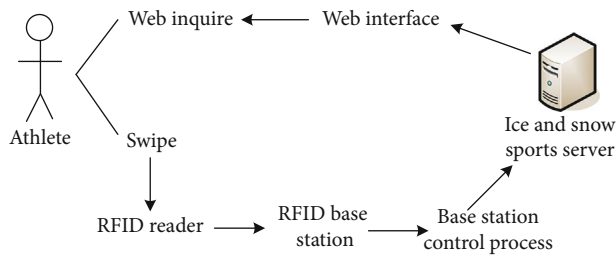 Web inquire
Web interface
Athlete
Swipe
Ice and snow
sports server
RFID reader
RFID base
station
Base station
control process